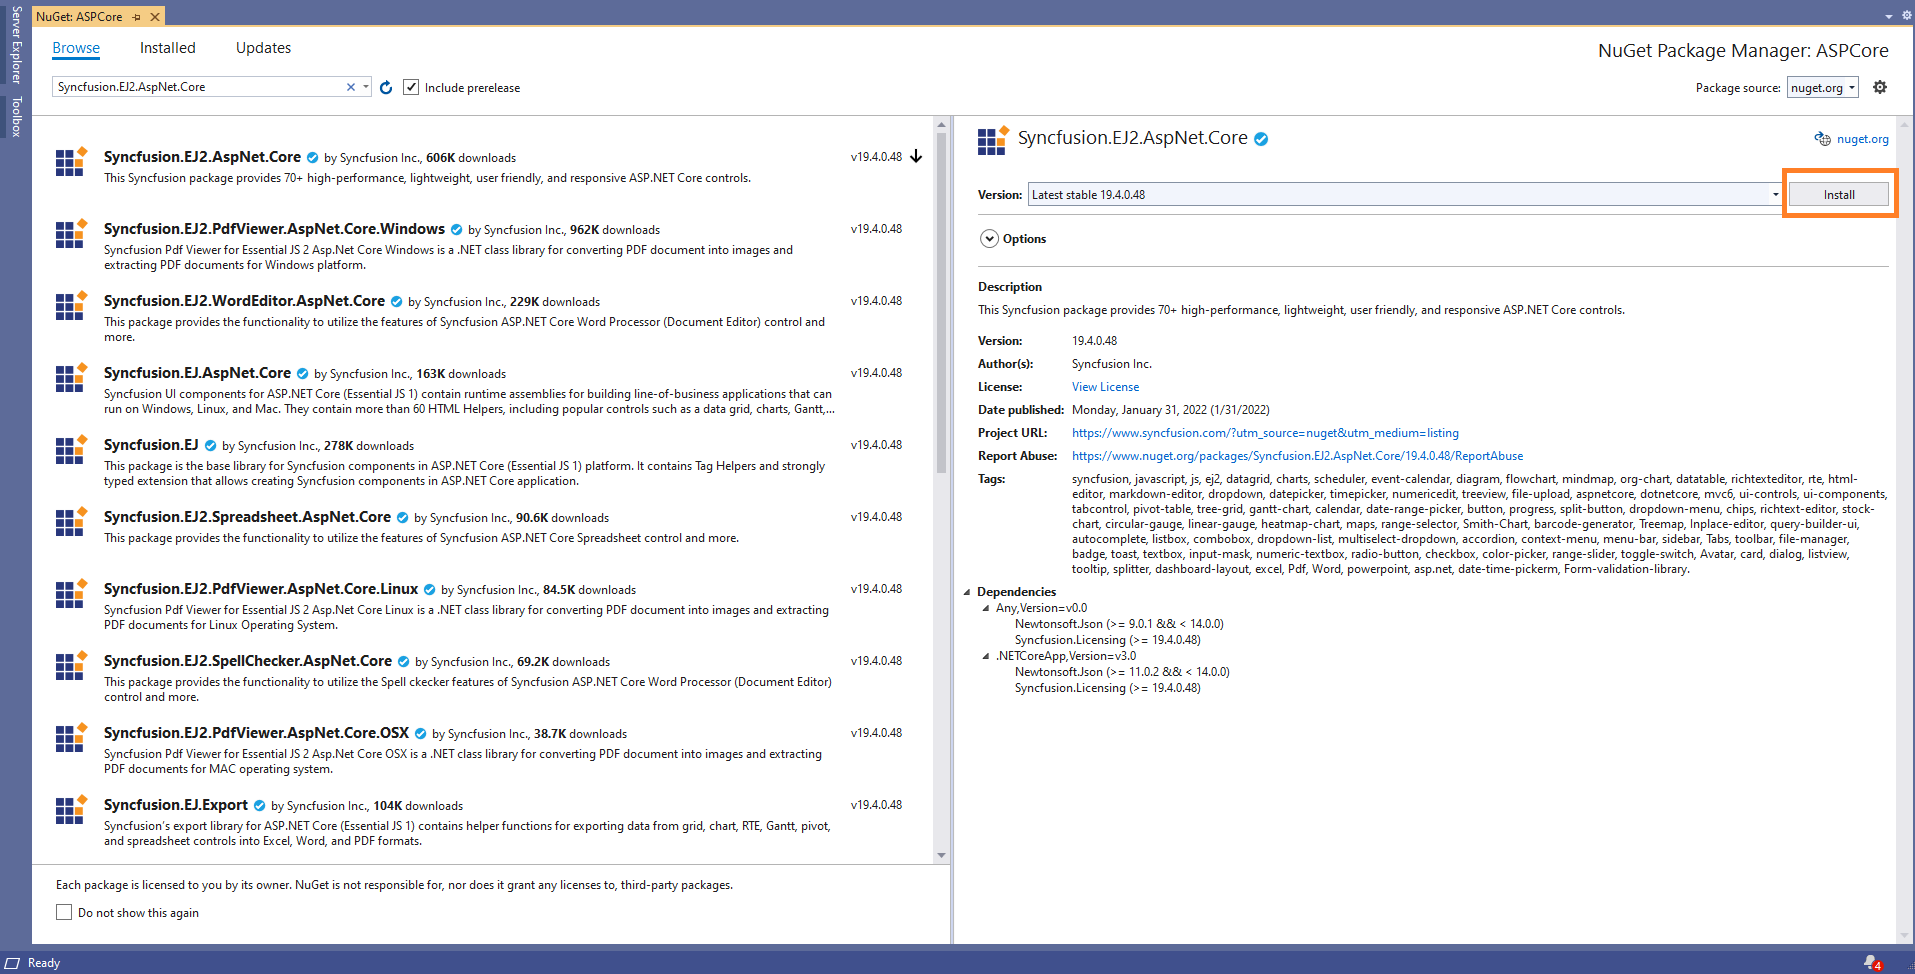 Server Explorer
Toolbox
NuGet: ASPCore
Browse
Installed
Updates
NuGet Package Manager: ASPCore
Syncfusion.EJ2.AspNet.Core
Include prerelease
Package source: nuget.org
Syncfusion.EJ2.AspNet.Core by Syncfusion Inc., 606K downloads v19.4.0.48
This Syncfusion package provides 70+ high-performance, lightweight, user friendly, and responsive ASP.NET Core controls.
Syncfusion.EJ2.PdfViewer.AspNet.Core.Windows by Syncfusion Inc., 962K downloads v19.4.0.48
Syncfusion Pdf Viewer for Essential JS 2 Asp.Net Core Windows is a .NET class library for converting PDF document into images and
extracting PDF documents for Windows platform.
Syncfusion.EJ2.WordEditor.AspNet.Core by Syncfusion Inc., 229K downloads v19.4.0.48
This package provides the functionality to utilize the features of Syncfusion ASP.NET Core Word Processor (Document Editor) control and
more.
Syncfusion.EJ.AspNet.Core by Syncfusion Inc., 163K downloads v19.4.0.48
Syncfusion UI components for ASP.NET Core (Essential JS 1) contain runtime assemblies for building line-of-business applications that can
run on Windows, Linux, and Mac. They contain more than 60 HTML Helpers, including popular controls such as a data grid, charts, Gantt,...
Syncfusion.EJ by Syncfusion Inc., 278K downloads v19.4.0.48
This package is the base library for Syncfusion components in ASP.NET Core (Essential JS 1) platform. It contains Tag Helpers and strongly
typed extension that allows creating Syncfusion components in ASP.NET Core application.
Syncfusion.EJ2.Spreadsheet.AspNet.Core by Syncfusion Inc., 90.6K downloads v19.4.0.48
This package provides the functionality to utilize the features of Syncfusion ASP.NET Core Spreadsheet control and more.
Syncfusion.EJ2.PdfViewer.AspNet.Core.Linux by Syncfusion Inc., 84.5K downloads v19.4.0.48
Syncfusion Pdf Viewer for Essential JS 2 Asp.Net Core Linux is a .NET class library for converting PDF document into images and extracting
PDF documents for Linux Operating System.
Syncfusion.EJ2.SpellChecker.AspNet.Core by Syncfusion Inc., 69.2K downloads v19.4.0.48
This package provides the functionality to utilize the Spell ckecker features of Syncfusion ASP.NET Core Word Processor (Document Editor)
control and more.
Syncfusion.EJ2.PdfViewer.AspNet.Core.OSX by Syncfusion Inc., 38.7K downloads v19.4.0.48
Syncfusion Pdf Viewer for Essential JS 2 Asp.Net Core OSX is a .NET class library for converting PDF document into images and extracting
PDF documents for MAC operating system.
Syncfusion.EJ.Export by Syncfusion Inc., 104K downloads v19.4.0.48
Syncfusion's export library for ASP.NET Core (Essential JS 1) contains helper functions for exporting data from grid, chart, RTE, Gantt, pivot,
and spreadsheet controls into Excel, Word, and PDF formats.
Each package is licensed to you by its owner. NuGet is not responsible for, nor does it grant any licenses to, third-party packages.
Do not show this again
Syncfusion.EJ2.AspNet.Core
nuget.org
Version: Latest stable 19.4.0.48
Install
Options
Description
This Syncfusion package provides 70+ high-performance, lightweight, user friendly, and responsive ASP.NET Core controls.
Version: 19.4.0.48
Author(s): Syncfusion Inc.
License: View License
Date published: Monday, January 31, 2022 (1/31/2022)
Project URL: https://www.syncfusion.com/?utm_source=nuget&utm_medium=listing
Report Abuse: https://www.nuget.org/packages/Syncfusion.EJ2.AspNet.Core/19.4.0.48/ReportAbuse
Tags: syncfusion, javascript, js, ej2, datagrid, charts, scheduler, event-calendar, diagram, flowchart, mindmap, org-chart, datatable, richtexteditor, rte, html-
editor, markdown-editor, dropdown, datepicker, timepicker, numericedit, treeview, file-upload, aspnetcore, dotnetcore, mvc6, ui-controls, ui-components,
tabcontrol, pivot-table, tree-grid, gantt-chart, calendar, date-range-picker, button, progress, split-button, dropdown-menu, chips, richtext-editor, stock-
chart, circular-gauge, linear-gauge, heatmap-chart, maps, range-selector, Smith-Chart, barcode-generator, Treemap, Inplace-editor, query-builder-ui,
autocomplete, listbox, combobox, dropdown-list, multiselect-dropdown, accordion, context-menu, menu-bar, sidebar, Tabs, toolbar, file-manager,
badge, toast, textbox, input-mask, numeric-textbox, radio-button, checkbox, color-picker, range-slider, toggle-switch, Avatar, card, dialog, listview,
tooltip, splitter, dashboard-layout, excel, Pdf, Word, powerpoint, asp.net, date-time-pickerm, Form-validation-library.
Dependencies
Any,Version=v0.0
Newtonsoft.Json (>= 9.0.1 && < 14.0.0)
Syncfusion.Licensing (>= 19.4.0.48)
.NETCoreApp,Version=v3.0
Newtonsoft.Json (>= 11.0.2 && < 14.0.0)
Syncfusion.Licensing (>= 19.4.0.48)
Ready
4